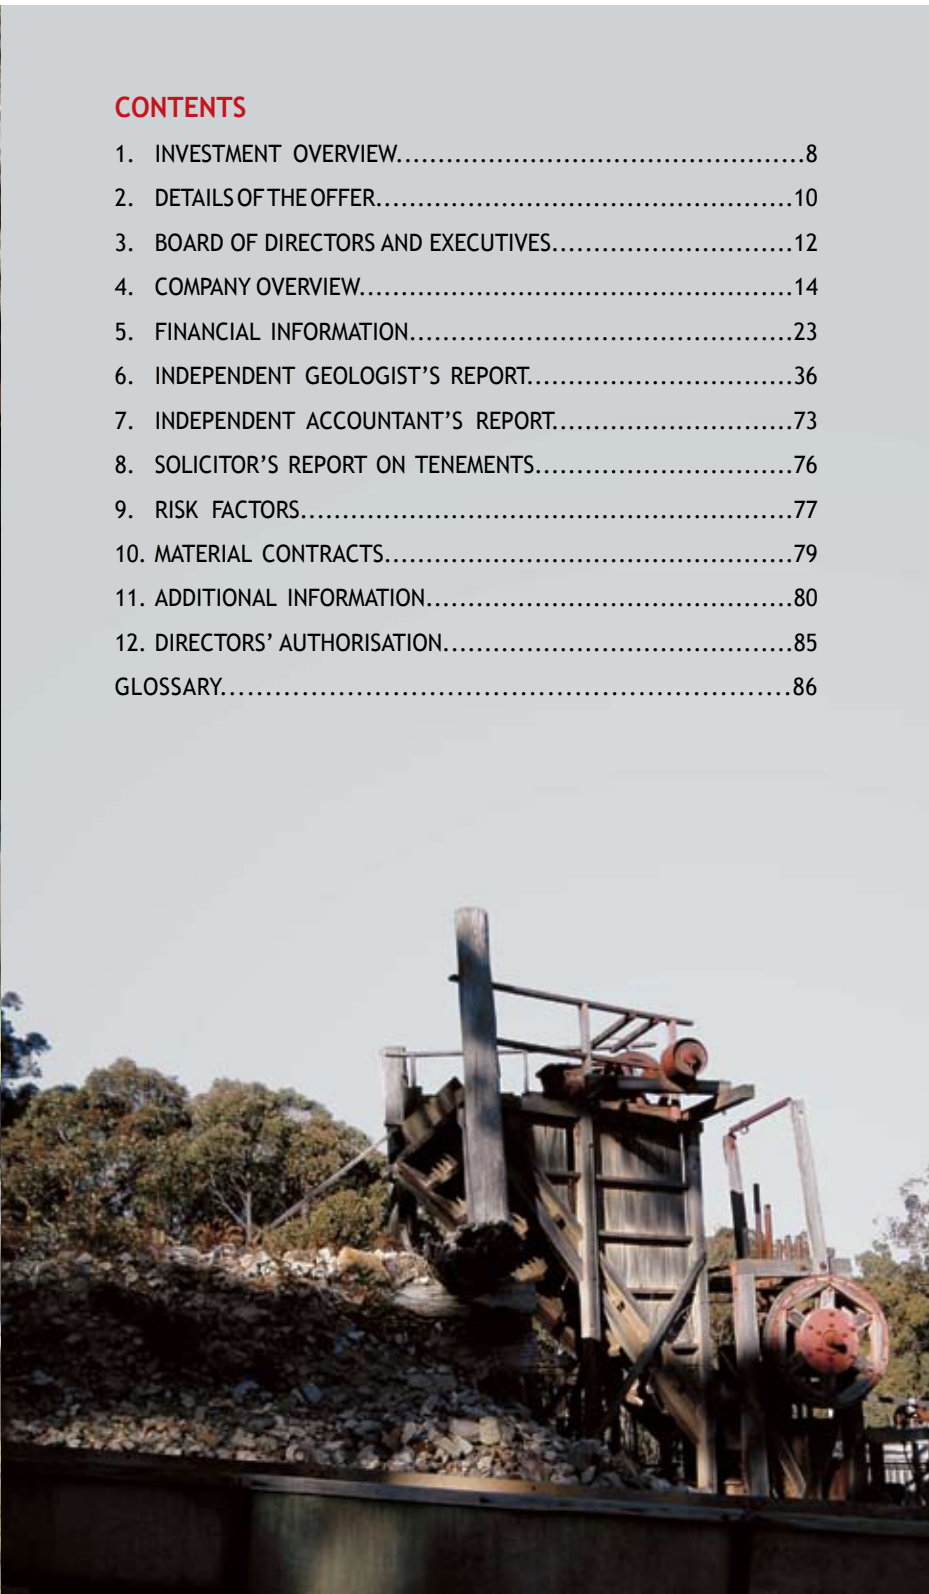 CONTENTS
1. INVESTMENT OVERVIEW.................................................8
2. DETAILS OF THE OFFER..................................................10
3. BOARD OF DIRECTORS AND EXECUTIVES.............................12
4. COMPANY OVERVIEW....................................................14
5. FINANCIAL INFORMATION..............................................23
6. INDEPENDENT GEOLOGIST’S REPORT................................36
7. INDEPENDENT ACCOUNTANT’S REPORT.............................73
8. SOLICITOR’S REPORT ON TENEMENTS...............................76
9. RISK FACTORS...........................................................77
10. MATERIAL CONTRACTS.................................................79
11. ADDITIONAL INFORMATION............................................80
12. DIRECTORS’ AUTHORISATION..........................................85
GLOSSARY.................................................................86